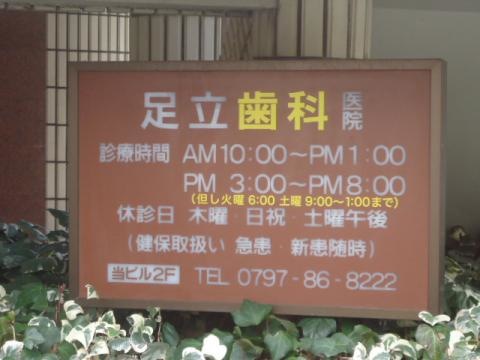 足立歯科医院
診療時間 AM10:00～PM1:00
PM 3:00～PM8:00
(但し火曜 6:00 土曜 9:00～1:00まで)
休診日 木曜・日祝・土曜午後
(健保取扱い 急患・新患随時)
当ビル2F TEL 0797-86-8222